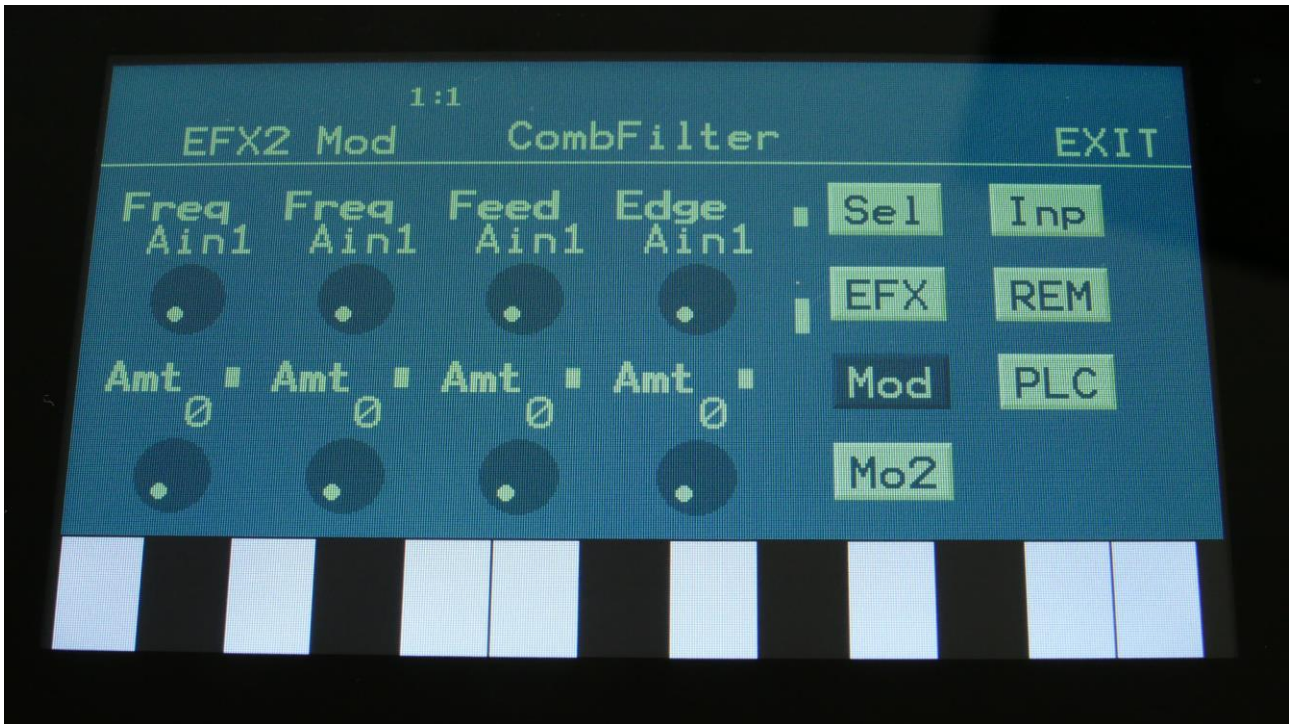 1:1
EFX2 Mod CombFilter EXIT
Freq Freq Feed Edge Sel Inp
Ain1 Ain1 Ain1 Ain1
EFX REM
Amt Amt Amt Amt Mod PLC
0 0 0 0
Mo2